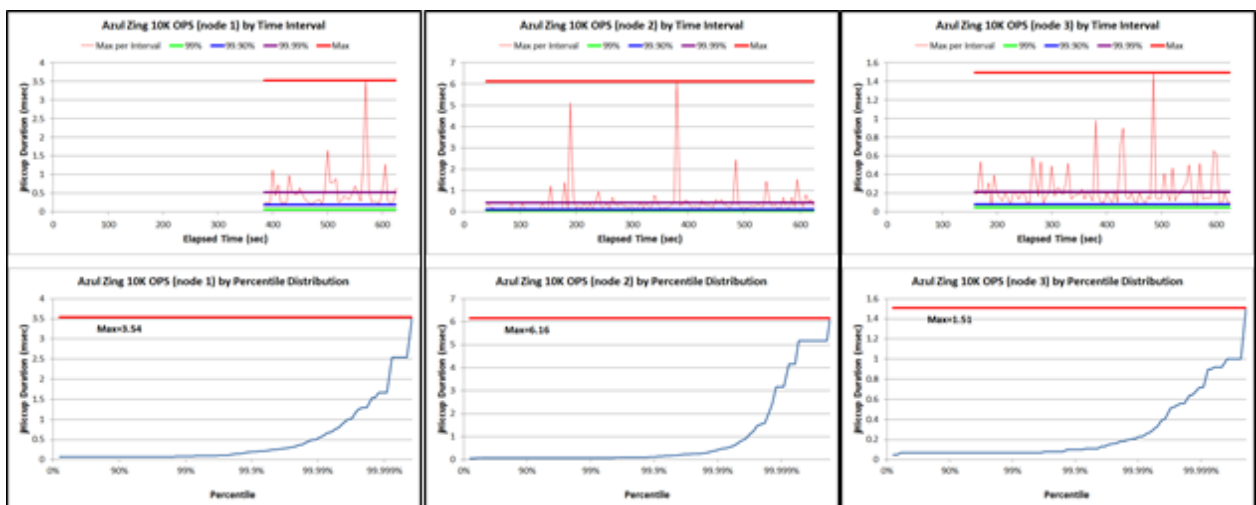 Azul Zing 10K OPS (node 1) by Time Interval
Max per Interval 99% 99.90% 99.99% Max
jHiccup Duration (msec)
4
3.5
3
2.5
2
1.5
1
0.5
0
0 100 200 300 400 500 600
Elapsed Time (sec)
Azul Zing 10K OPS (node 2) by Time Interval
Max per Interval 99% 99.90% 99.99% Max
jHiccup Duration (msec)
7
6
5
4
3
2
1
0
0 100 200 300 400 500 600
Elapsed Time (sec)
Azul Zing 10K OPS (node 3) by Time Interval
Max per Interval 99% 99.90% 99.99% Max
jHiccup Duration (msec)
1.6
1.4
1.2
1
0.8
0.6
0.4
0.2
0
0 100 200 300 400 500 600
Elapsed Time (sec)
Azul Zing 10K OPS (node 1) by Percentile Distribution
jHiccup Duration (msec)
4
3.5
3
2.5
2
1.5
1
0.5
0
Max=3.54
0% 90% 99% 99.9% 99.99% 99.999%
Percentile
Azul Zing 10K OPS (node 2) by Percentile Distribution
jHiccup Duration (msec)
7
6
5
4
3
2
1
0
Max=6.16
0% 90% 99% 99.9% 99.99% 99.999%
Percentile
Azul Zing 10K OPS (node 3) by Percentile Distribution
jHiccup Duration (msec)
1.6
1.4
1.2
1
0.8
0.6
0.4
0.2
0
Max=1.51
0% 90% 99% 99.9% 99.99% 99.999%
Percentile